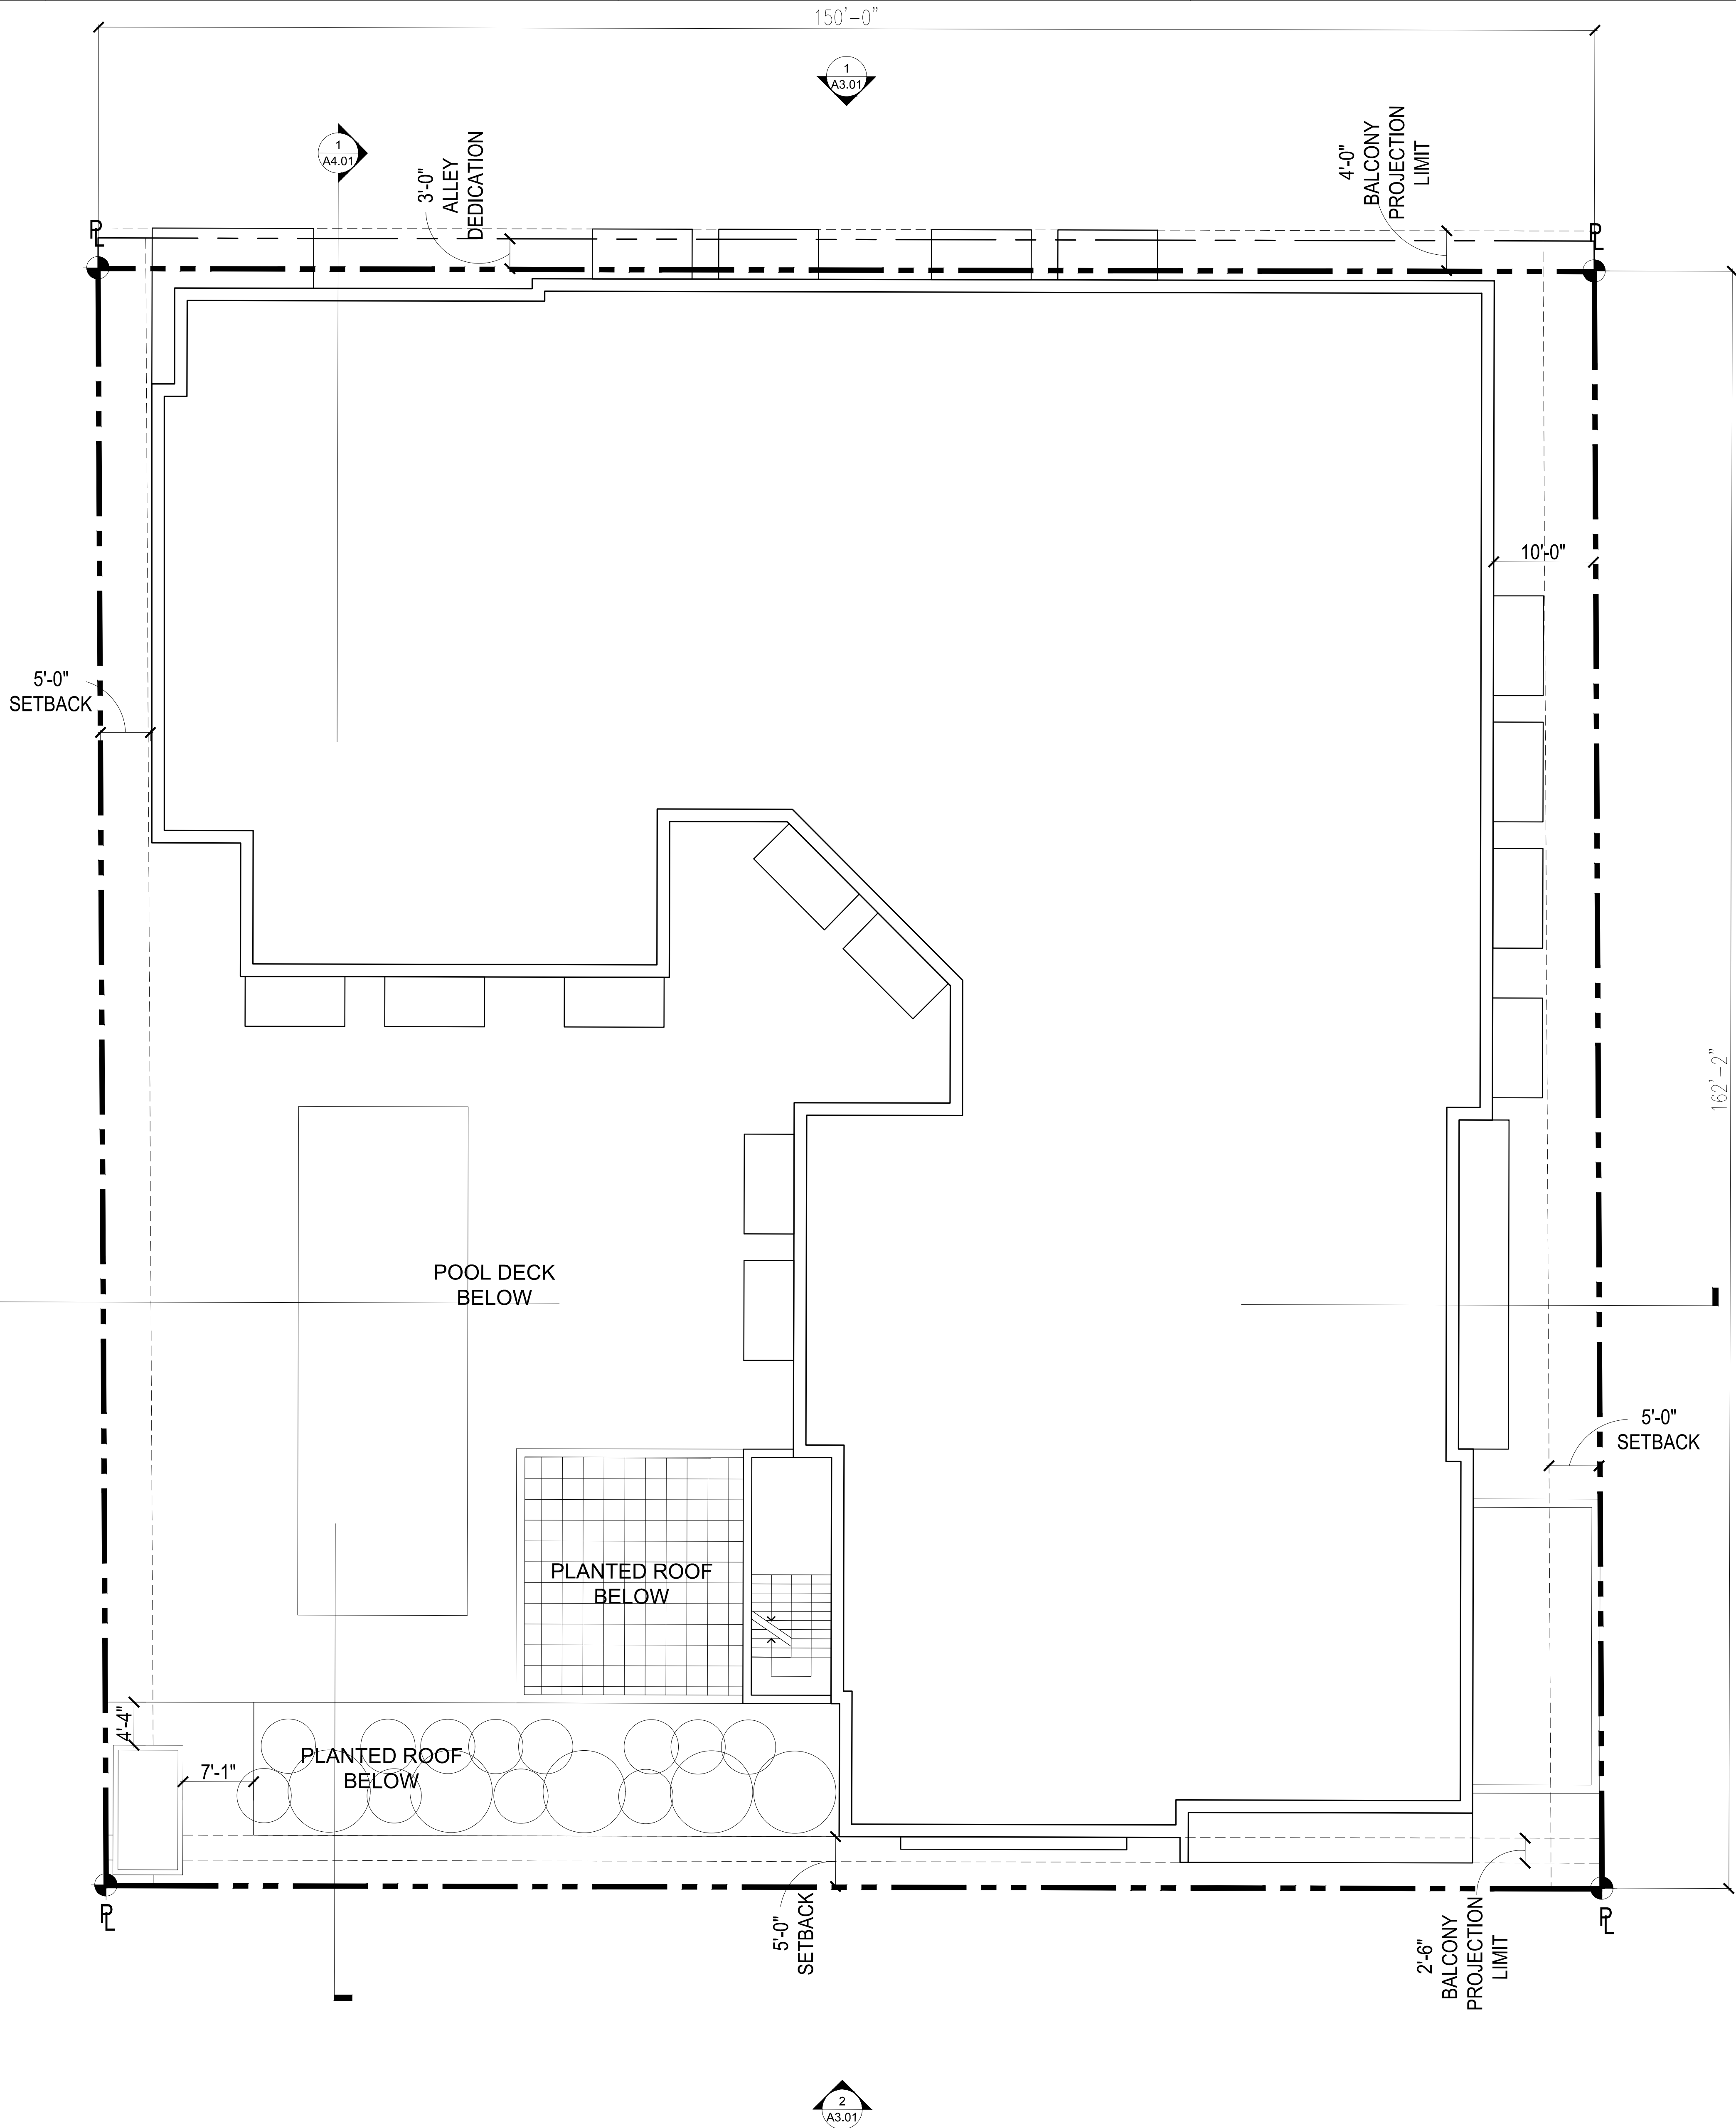 150'-0"
1
A3.01
1
A4.01
3'-0"
ALLEY
DEDICATION
4'-0"
BALCONY
PROJECTION
LIMIT
PL
PL
10'-0"
5'-0"
SETBACK
162'-2"
POOL DECK
BELOW
5'-0"
SETBACK
PLANTED ROOF
BELOW
4'-4"
PLANTED ROOF
BELOW
7'-1"
5'-0"
SETBACK
2'-6"
BALCONY
PROJECTION
LIMIT
PL
PL
2
A3.01